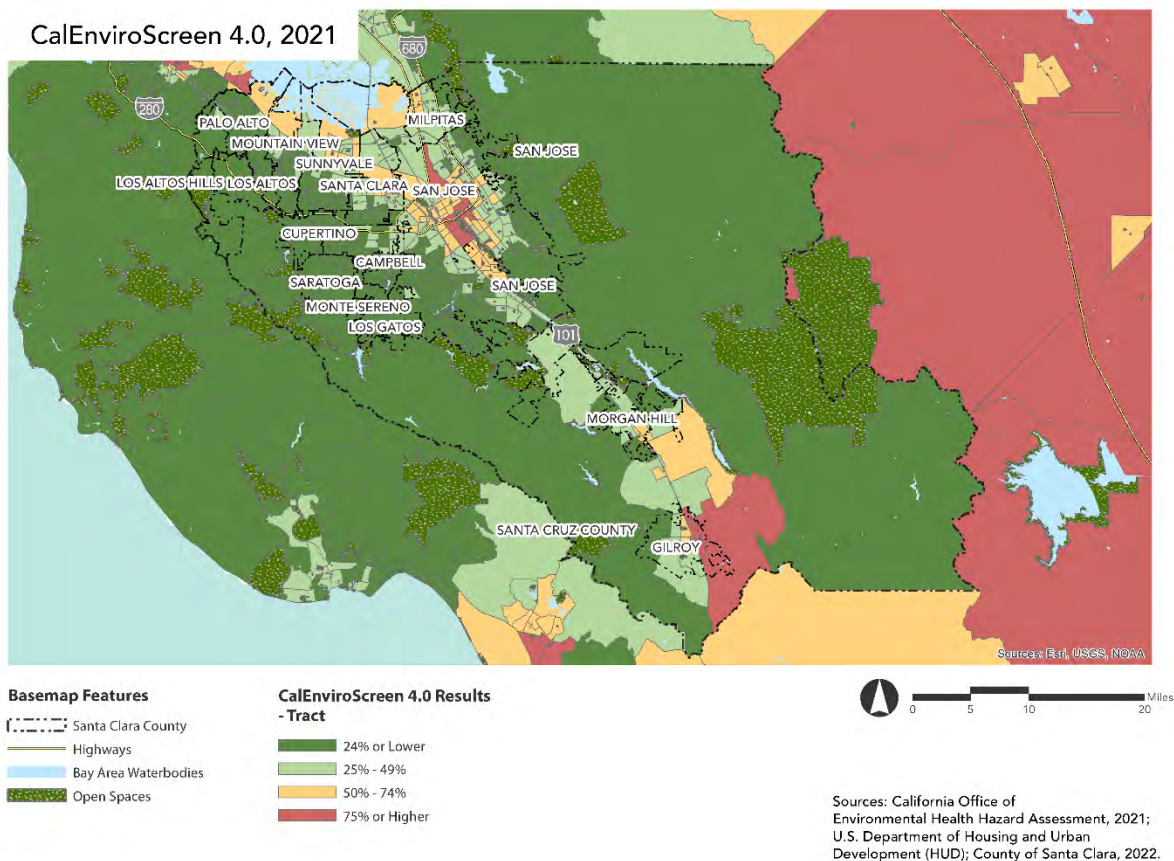 CalEnviroScreen 4.0, 2021
680
280
PALO ALTO
MILPITAS
MOUNTAIN VIEW
SAN JOSE
SUNNYVALE
LOS ALTOS HILLS
LOS ALTOS
SANTA CLARA
SAN JOSE
CUPERTINO
CAMPBELL
SARATOGA
SAN JOSE
MONTE SERENO
LOS GATOS
101
MORGAN HILL
SANTA CRUZ COUNTY
GILROY
Sources: Esri, USGS, NOAA
Basemap Features
Santa Clara County
Highways
Bay Area Waterbodies
Open Spaces
CalEnviroScreen 4.0 Results
- Tract
24% or Lower
25% - 49%
50% - 74%
75% or Higher
Miles
0 5 10 20
Sources: California Office of
Environmental Health Hazard Assessment, 2021;
U.S. Department of Housing and Urban
Development (HUD); County of Santa Clara, 2022.